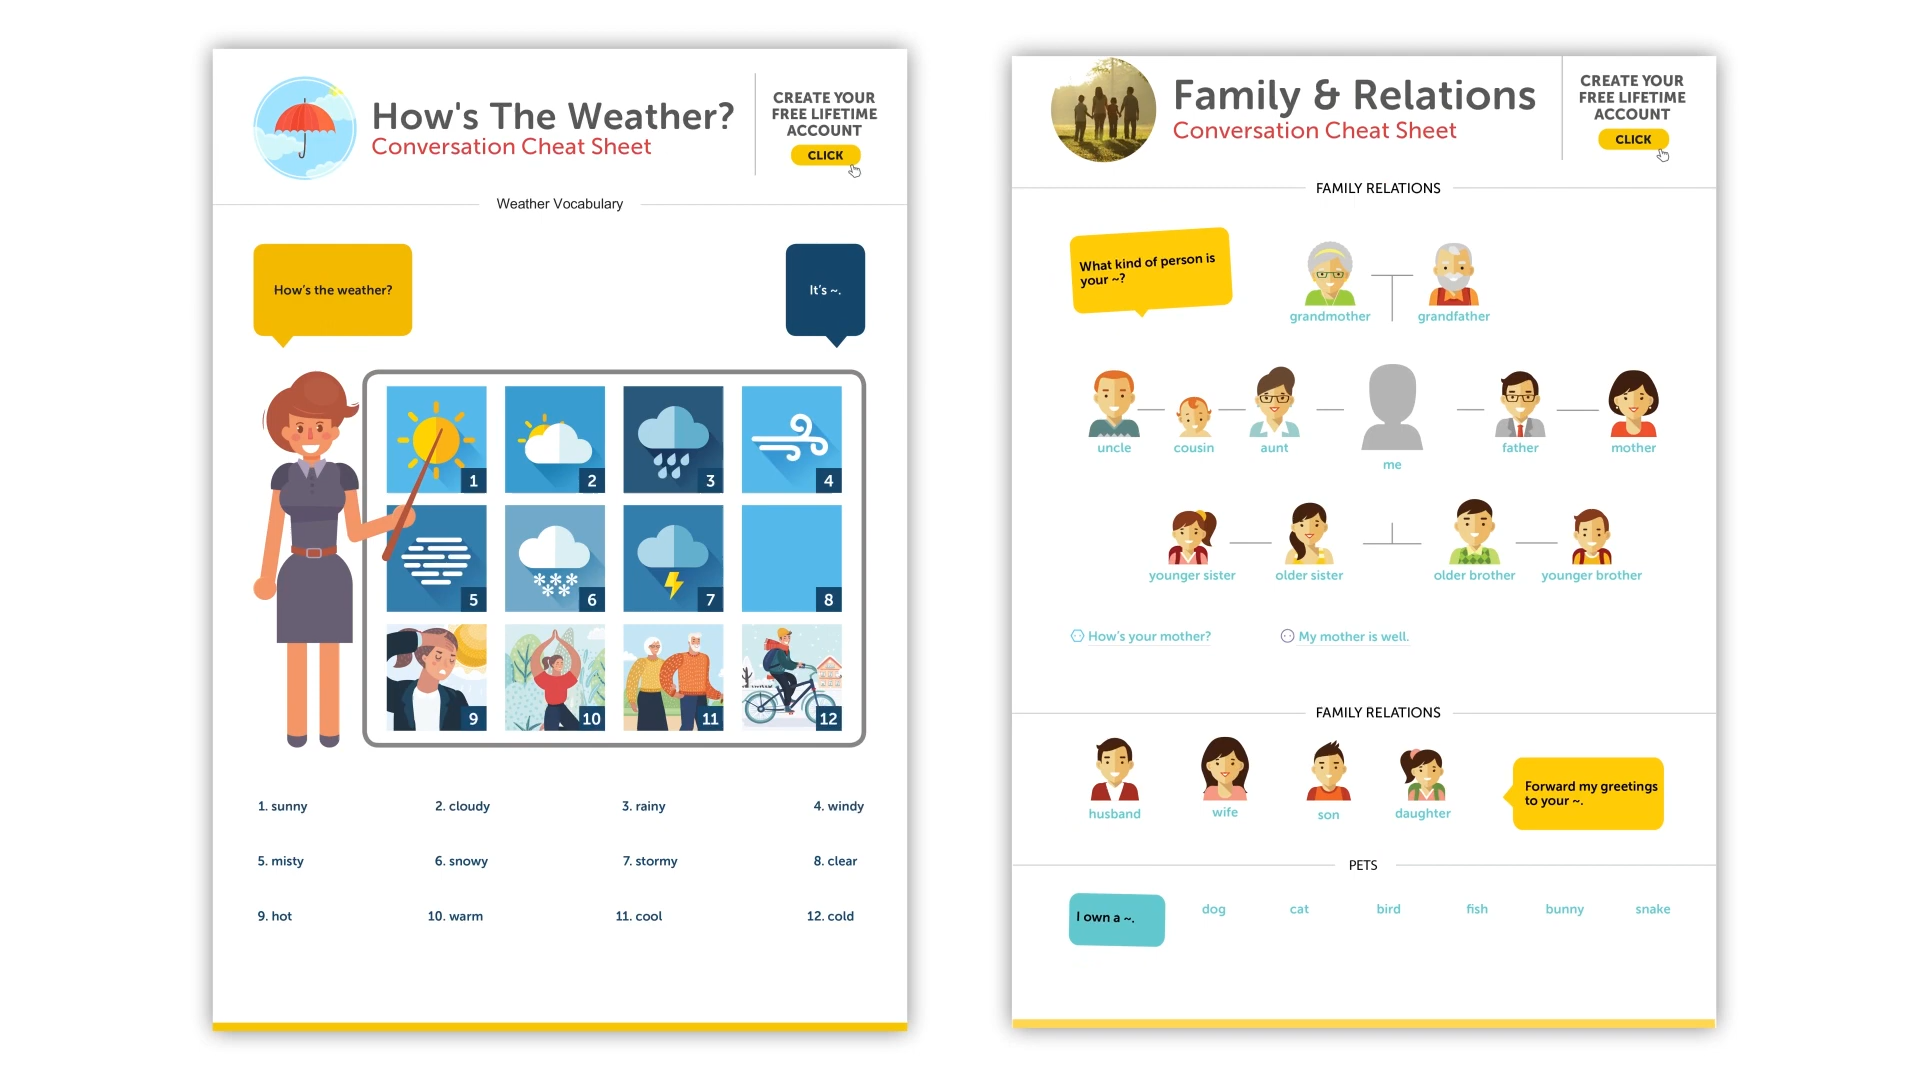 How's The Weather?
Conversation Cheat Sheet
CREATE YOUR
FREE LIFETIME
ACCOUNT
CLICK
Weather Vocabulary
How's the weather?
It's ~.
1
2
3
4
5
6
7
8
9
10
11
12
1. sunny
2. cloudy
3. rainy
4. windy
5. misty
6. snowy
7. stormy
8. clear
9. hot
10. warm
11. cool
12. cold
Family & Relations
Conversation Cheat Sheet
CREATE YOUR
FREE LIFETIME
ACCOUNT
CLICK
FAMILY RELATIONS
What kind of person is
your ~?
grandmother
grandfather
uncle
cousin
aunt
me
father
mother
younger sister
older sister
older brother
younger brother
How's your mother?
My mother is well.
FAMILY RELATIONS
husband
wife
son
daughter
Forward my greetings
to your ~.
PETS
I own a ~.
dog
cat
bird
fish
bunny
snake